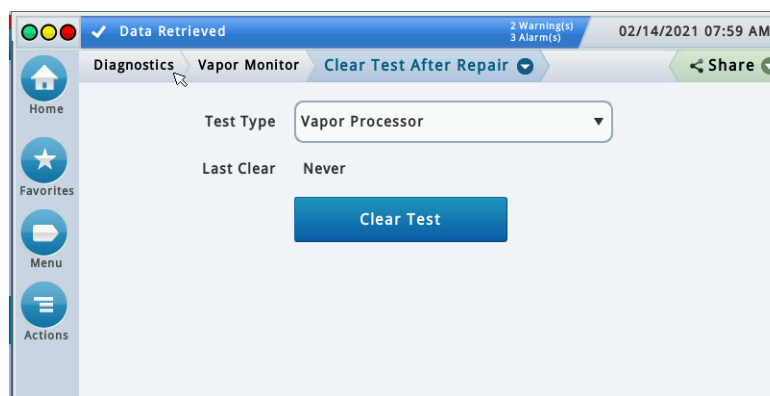 Data Retrieved
2 Warning(s)
3 Alarm(s)
02/14/2021 07:59 AM
Diagnostics
Vapor Monitor
Clear Test After Repair
Share
Home
Test Type
Vapor Processor
Last Clear
Never
Favorites
Clear Test
Menu
Actions